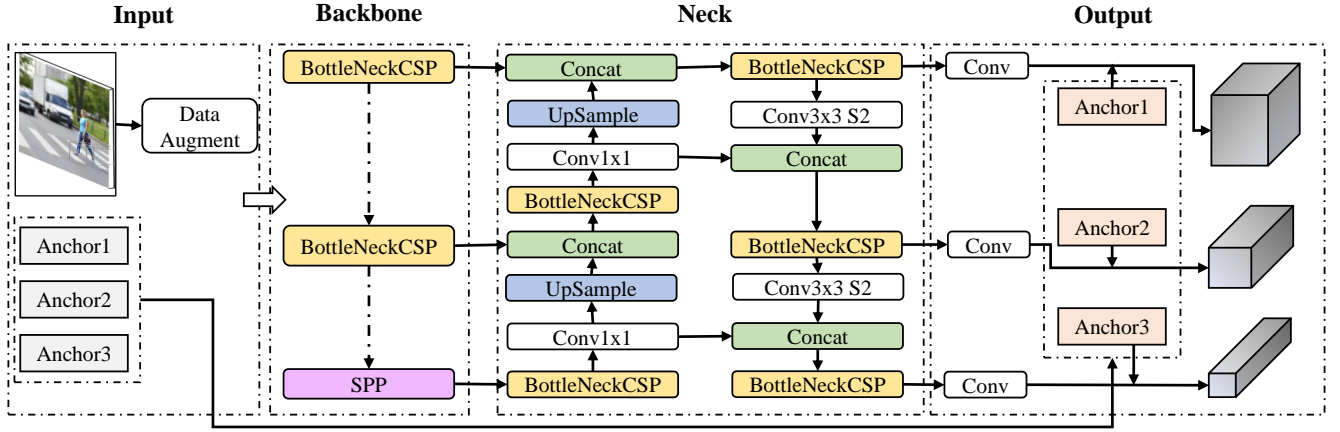 Input
Backbone
Neck
Output
Data
Augment
Anchor1
Anchor2
Anchor3
BottleNeckCSP
BottleNeckCSP
SPP
Concat
UpSample
Conv1x1
BottleNeckCSP
Concat
UpSample
Conv1x1
BottleNeckCSP
BottleNeckCSP
Conv3x3 S2
Concat
BottleNeckCSP
Conv3x3 S2
Concat
BottleNeckCSP
Conv
Conv
Conv
Anchor1
Anchor2
Anchor3